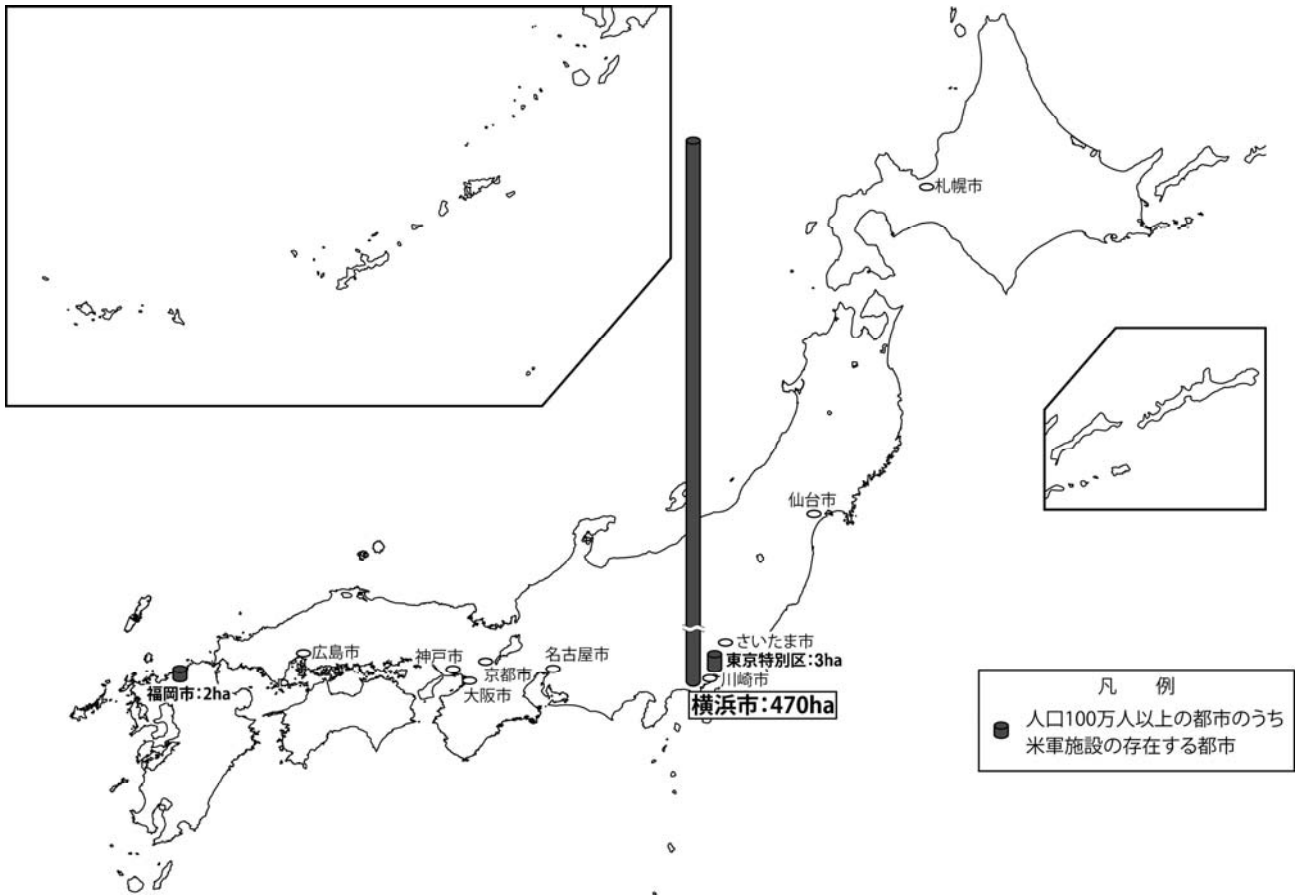 札幌市
仙台市
さいたま市
東京特別区:3ha
川崎市
横浜市:470ha
名古屋市
京都市
大阪市
神戸市
広島市
福岡市:2ha
凡　例
人口100万人以上の都市のうち
米軍施設の存在する都市